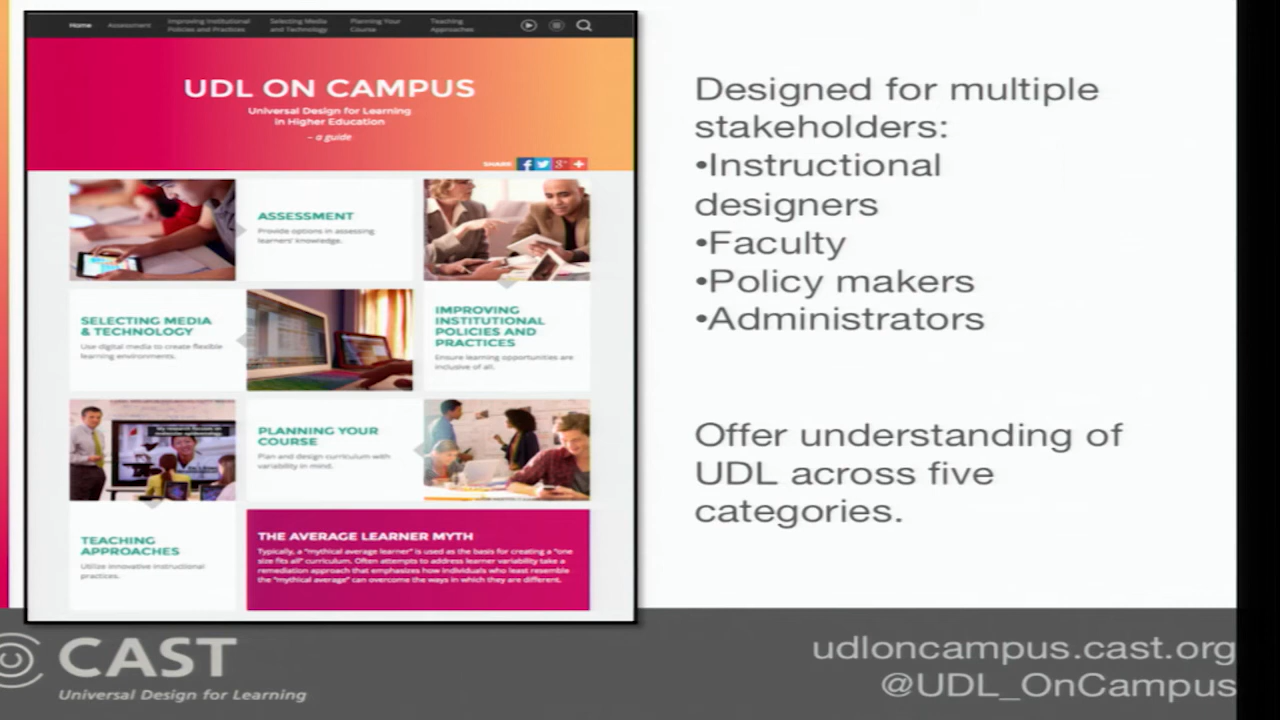 Home Assessment Improving Institutional Policies and Practices Selecting Media and Technology Planning Your Course Teaching Approaches
UDL ON CAMPUS
Universal Design for Learning
in Higher Education
– a guide
SHARE
ASSESSMENT
Provide options in assessing
learners' knowledge.
SELECTING MEDIA
& TECHNOLOGY
Use digital media to create flexible
learning environments.
IMPROVING
INSTITUTIONAL
POLICIES AND
PRACTICES
Ensure learning opportunities are
inclusive of all.
PLANNING YOUR
COURSE
Plan and design curriculum with
variability in mind.
TEACHING
APPROACHES
Utilize innovative instructional
practices.
THE AVERAGE LEARNER MYTH
Typically, a "mythical average learner" is used as the basis for creating a "one
size fits all" curriculum. Often attempts to address learner variability take a
remediation approach that emphasizes how individuals who least resemble
the "mythical average" can overcome the ways in which they are different.
Designed for multiple
stakeholders:
•Instructional
designers
•Faculty
•Policy makers
•Administrators
Offer understanding of
UDL across five
categories.
CAST
Universal Design for Learning
udloncampus.cast.org
@UDL_OnCampus